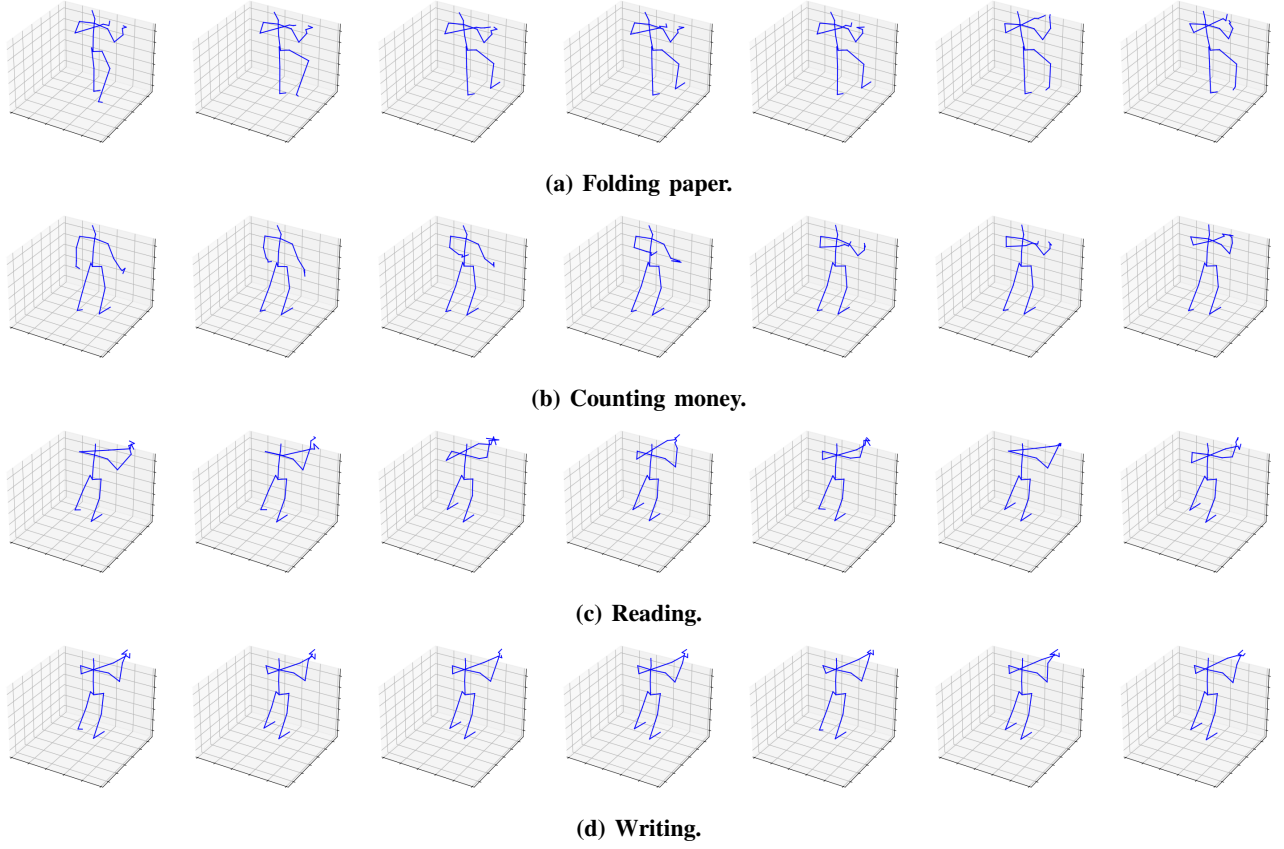 (a) Folding paper.
(b) Counting money.
(c) Reading.
(d) Writing.